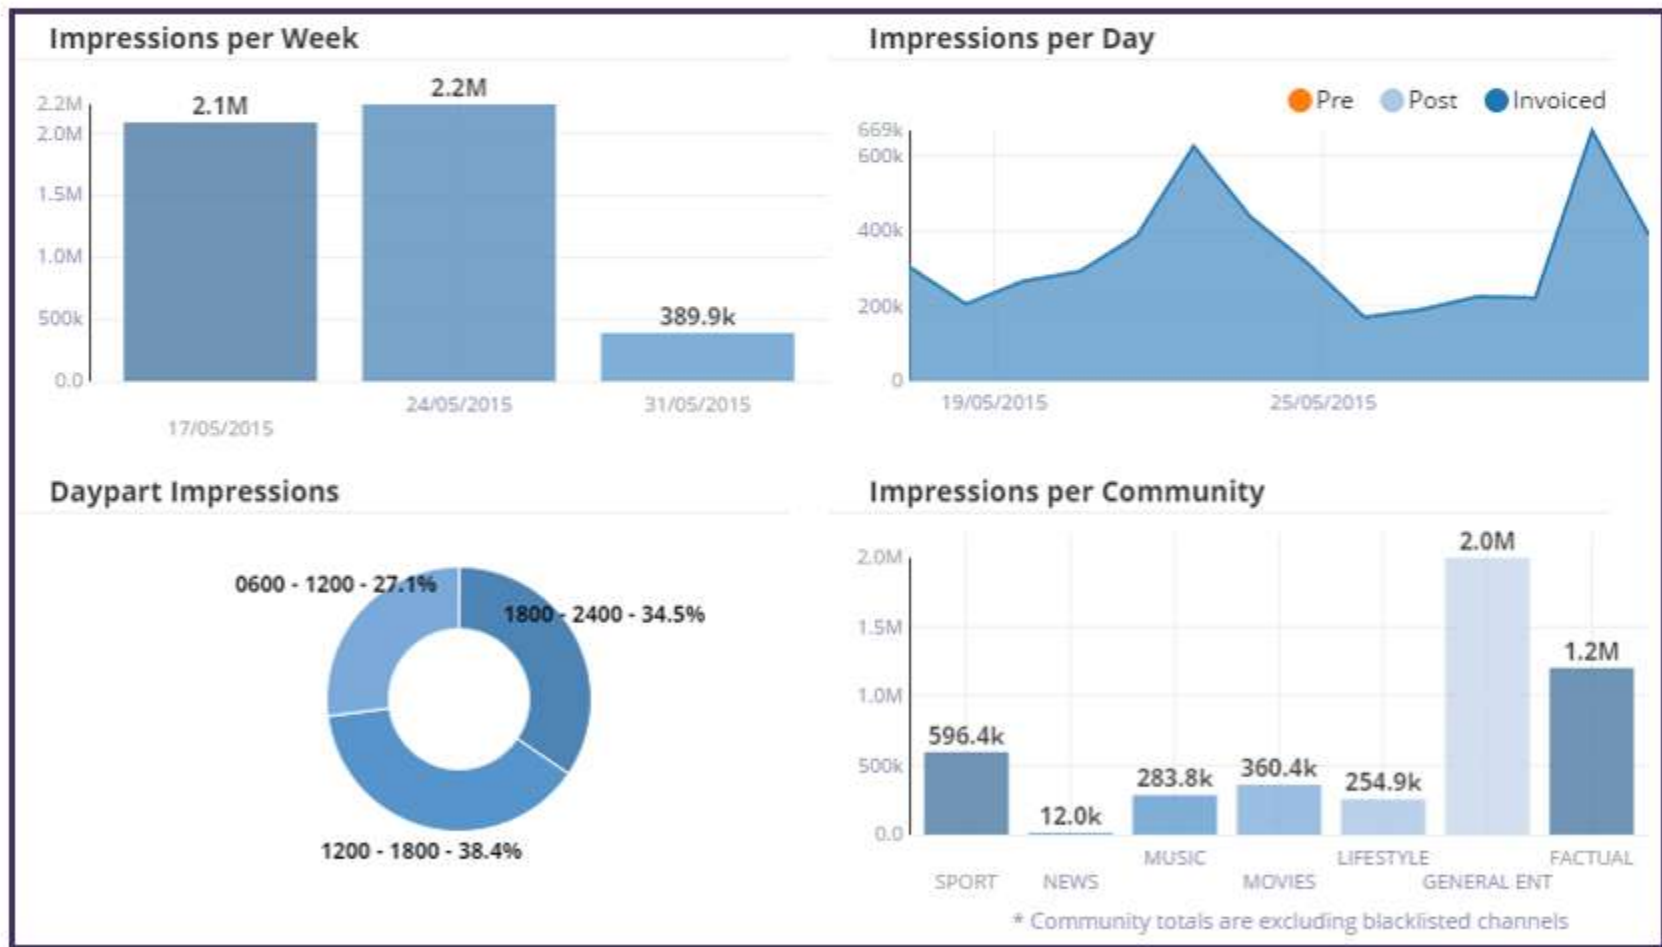 Impressions per Week
2.2M
2.0M
1.5M
1.0M
500k
0.0
2.1M
2.2M
389.9k
17/05/2015
24/05/2015
31/05/2015
Impressions per Day
Pre Post Invoiced
669k
600k
400k
200k
0
19/05/2015
25/05/2015
Daypart Impressions
0600 - 1200 - 27.1%
1800 - 2400 - 34.5%
1200 - 1800 - 38.4%
Impressions per Community
2.0M
1.5M
1.0M
500k
0.0
596.4k
12.0k
283.8k
360.4k
254.9k
2.0M
1.2M
SPORT
NEWS
MUSIC
MOVIES
LIFESTYLE
GENERAL ENT
FACTUAL
* Community totals are excluding blacklisted channels